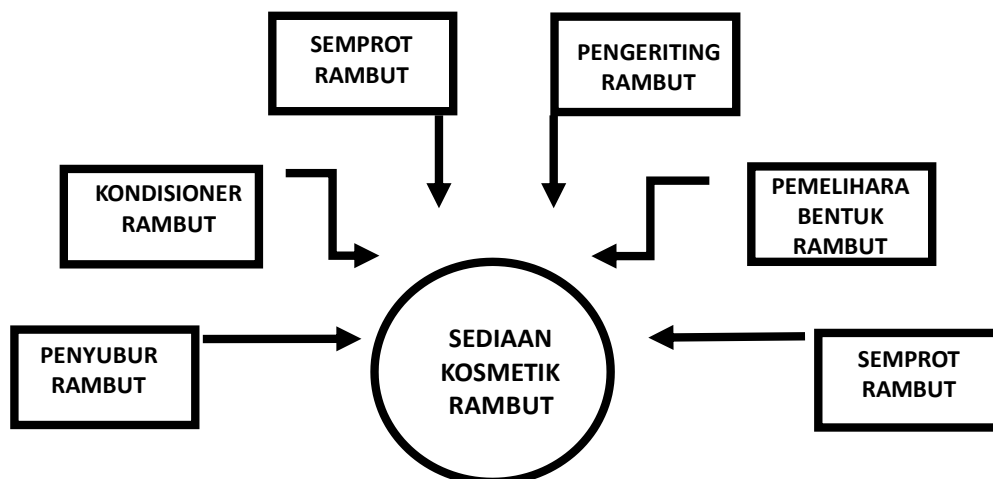 SEMPROT
RAMBUT
PENGERITING
RAMBUT
KONDISIONER
RAMBUT
PEMELIHARA
BENTUK
RAMBUT
PENYUBUR
RAMBUT
SEDIAAN
KOSMETIK
RAMBUT
SEMPROT
RAMBUT